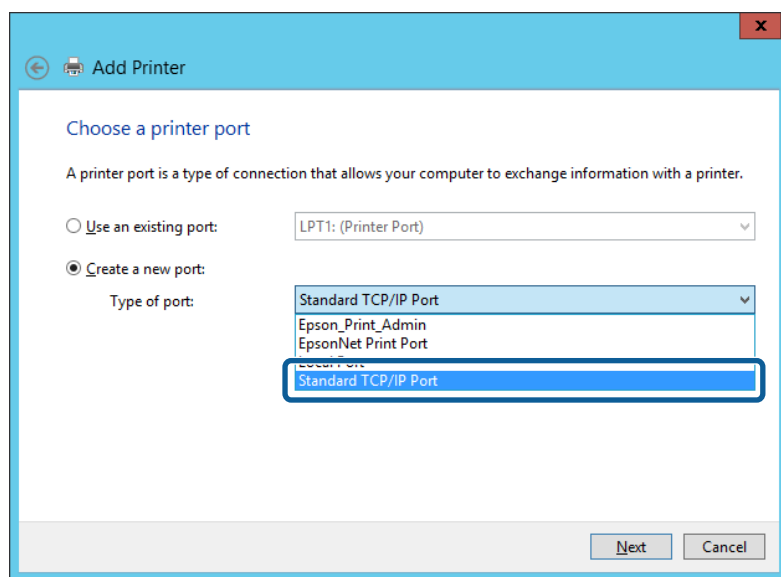 x
Add Printer
Choose a printer port
A printer port is a type of connection that allows your computer to exchange information with a printer.
Use an existing port: LPT1: (Printer Port)
Create a new port:
Type of port: Standard TCP/IP Port
Epson_Print_Admin
EpsonNet Print Port
Local Port
Standard TCP/IP Port
Next Cancel